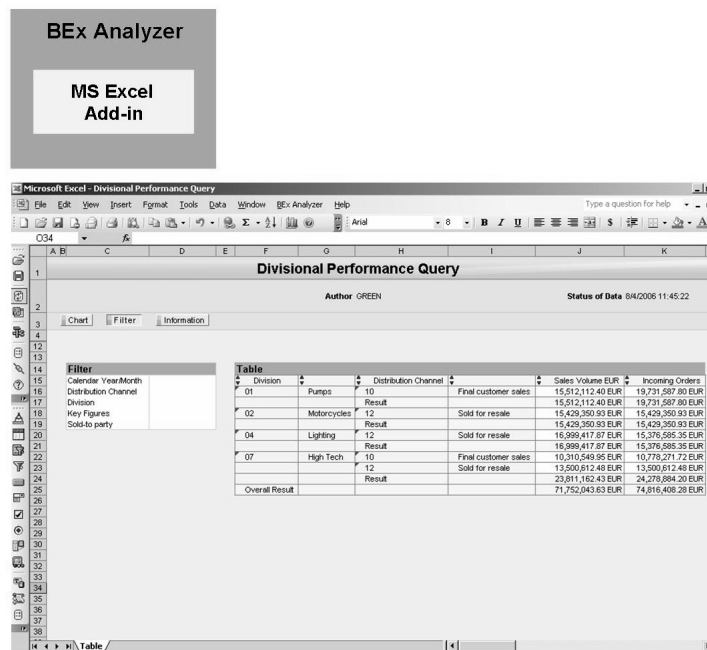 BEx Analyzer
MS Excel
Add-in
Microsoft Excel - Divisional Performance Query
File Edit View Insert Format Tools Data Window BEx Analyzer Help Type a question for help
Arial 8 B I U $ A
O34 fx
A B C D E F G H I J K
1 Divisional Performance Query
2 Author GREEN Status of Data 8/4/2006 11:45:22
3 Chart Filter Information
4
12
13
14 Filter Table
15 Calendar Year/Month Division Distribution Channel Sales Volume EUR Incoming Orders
16 Distribution Channel 01 Pumps 10 Final customer sales 15,512,112.40 EUR 19,731,587.80 EUR
17 Division Result 15,512,112.40 EUR 19,731,587.80 EUR
18 Key Figures 02 Motorcycles 12 Sold for resale 15,429,350.93 EUR 15,429,350.93 EUR
19 Sold-to party Result 15,429,350.93 EUR 15,429,350.93 EUR
20 04 Lighting 12 Sold for resale 16,999,417.87 EUR 15,376,585.35 EUR
21 Result 16,999,417.87 EUR 15,376,585.35 EUR
22 07 High Tech 10 Final customer sales 10,310,549.95 EUR 10,778,271.72 EUR
23 12 Sold for resale 13,500,612.48 EUR 13,500,612.48 EUR
24 Result 23,811,162.43 EUR 24,278,884.20 EUR
25 Overall Result 71,752,043.63 EUR 74,816,408.28 EUR
26
27
28
29
30
31
32
33
34
35
36
37
38
Table